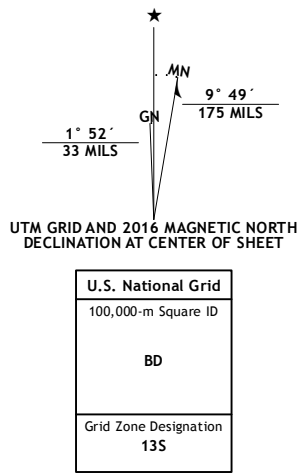 MN
GN
9° 49´
175 MILS
1° 52´
33 MILS
UTM GRID AND 2016 MAGNETIC NORTH
DECLINATION AT CENTER OF SHEET
U.S. National Grid
100,000-m Square ID
BD
Grid Zone Designation
13S